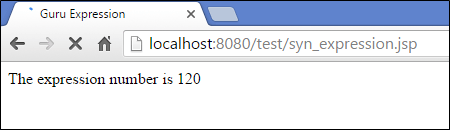 Guru Expression
localhost:8080/test/syn_expression.jsp
The expression number is 120